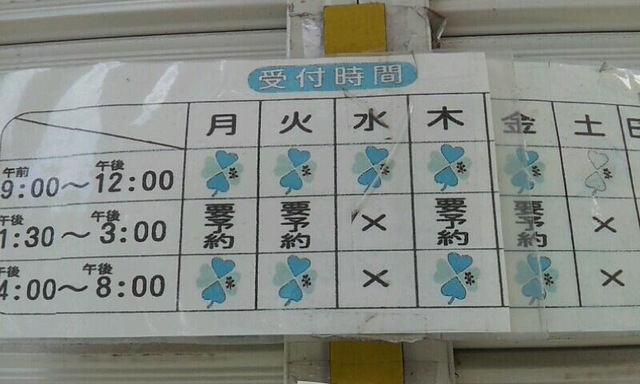 受付時間
月 火 水 木 金 土
午前9:00~午後12:00
午後1:30~午後3:00 要予約 要予約 × 要予約 要予約 ×
午後4:00~午後8:00 × ×